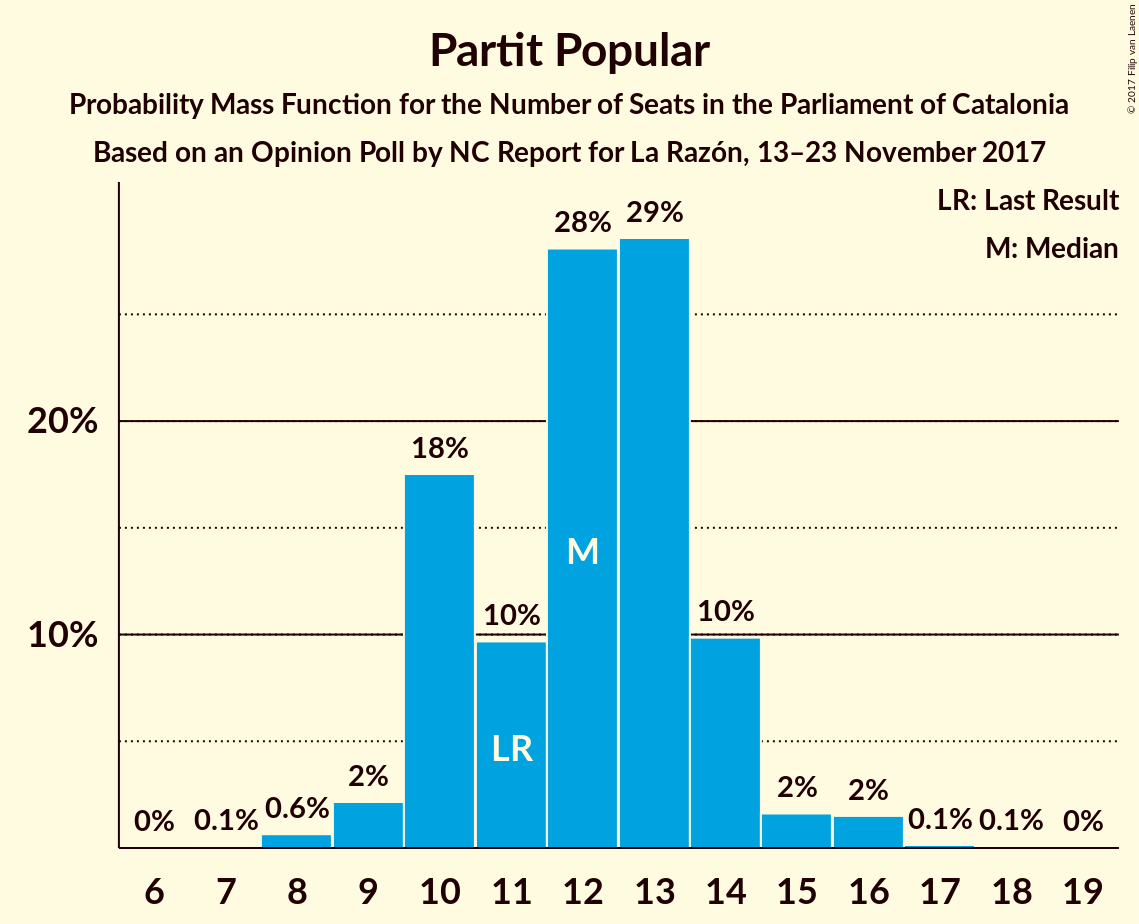 Partit Popular
Probability Mass Function for the Number of Seats in the Parliament of Catalonia
Based on an Opinion Poll by NC Report for La Razón, 13–23 November 2017
© 2017 Filip van Laenen
LR: Last Result
M: Median
20%
10%
0% 0.1% 0.6% 2% 18% 10% 28% 29% 10% 2% 2% 0.1% 0.1% 0%
M
LR
6 7 8 9 10 11 12 13 14 15 16 17 18 19